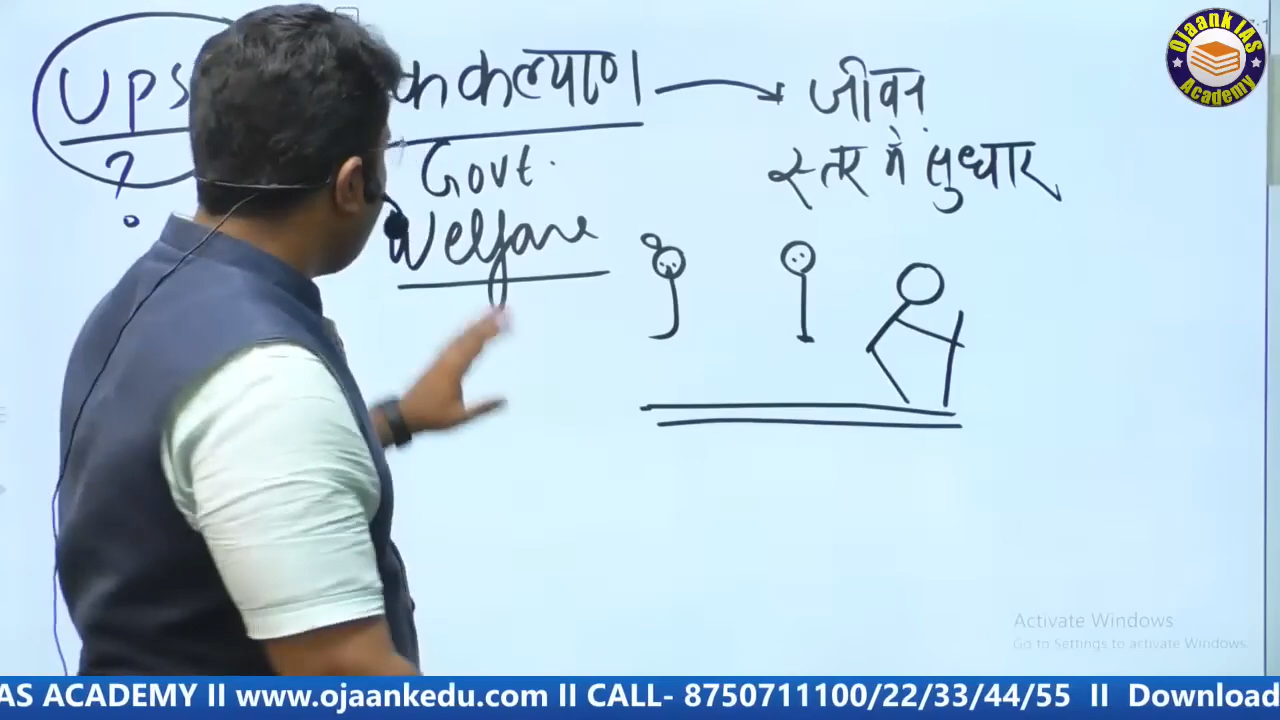 UPS
?
क कल्याण → जीवन
स्तर में सुधार
Govt.
Welfare
Ojaank IAS
Academy
Activate Windows
Go to Settings to activate Windows.
AS ACADEMY II www.ojaankedu.com II CALL- 8750711100/22/33/44/55 II Download